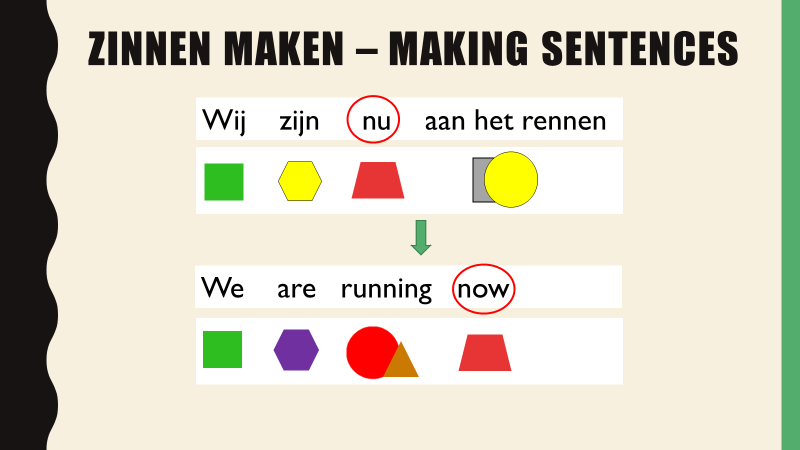 ZINNEN MAKEN – MAKING SENTENCES
Wij zijn nu aan het rennen
We are running now